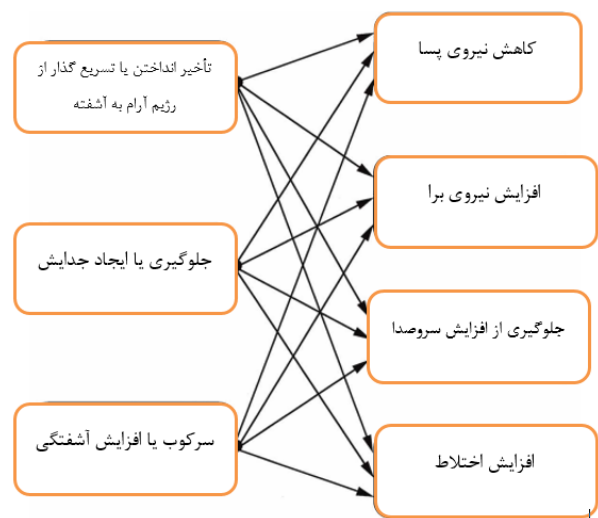 تأخیر انداختن یا تسریع گذار از
رژیم آرام به آشفته
جلوگیری یا ایجاد جدایش
سرکوب یا افزایش آشفتگی
کاهش نیروی پسا
افزایش نیروی برا
جلوگیری از افزایش سروصدا
افزایش اختلاط